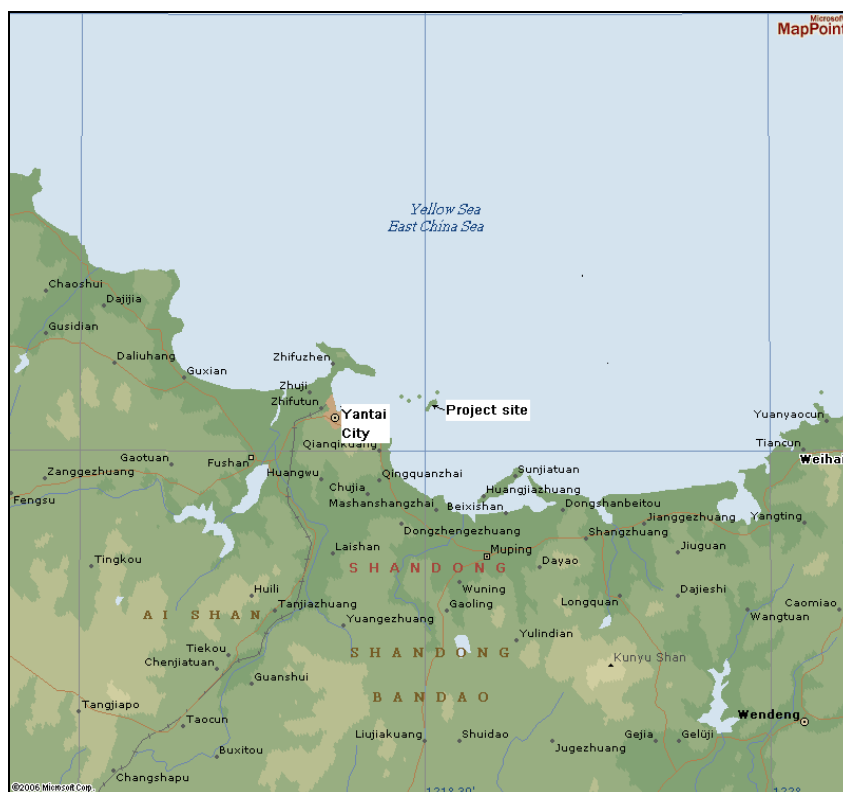 Microsoft
MapPoint
Yellow Sea
East China Sea
Chaoshui
Dajijia
Gusidian
Daliuhang
Guxian
Zhifuzhen
Zhuji
Zhifutun
Yantai
City
Project site
Yuanyaocun
Qianqikuang
Tiancun
Weihai
Gaotuan
Fushan
Zanggezhuang
Huangwu
Qingquanzhai
Sunjiatuan
Fengsu
Chujia
Huangjiazhuang
Mashanshangzhai
Beixishan
Dongshanbeitou
Jianggezhuang
Yangting
Dongzhengezhuang
Shangzhuang
Laishan
Muping
Jiuguan
Tingkou
SHANDONG
Dayao
Huili
Wuning
Longquan
Dajieshi
AI SHAN
Tanjiazhuang
Gaoling
Caomiao
Wangtuan
Yuangezhuang
Yulindian
Tiekou
SHANDONG
Kunyu Shan
Chenjiatuan
Guanshui
BANDAO
Tangjiapo
Wendeng
Taocun
Liujiakuang
Shuidao
Jugezhuang
Gejia
Gelüji
Buxitou
Changshapu
©2006 Microsoft Corp.